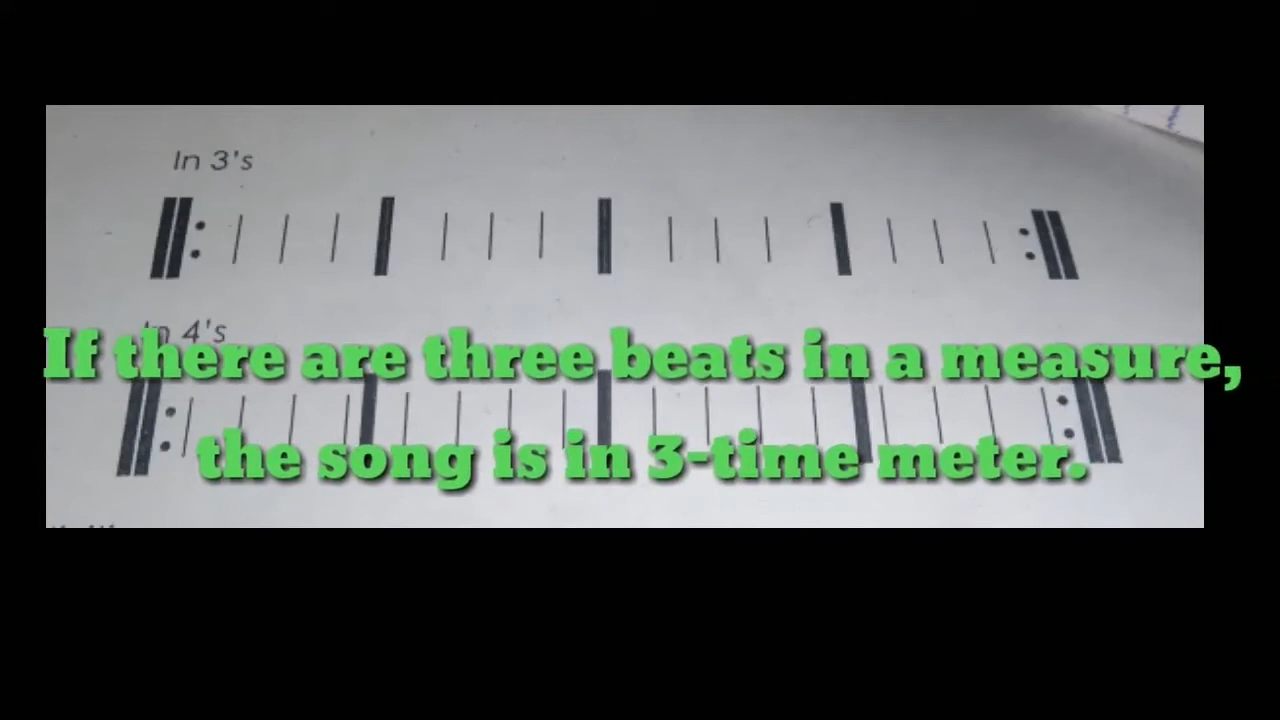 In 3's
In 4's
If there are three beats in a measure,
the song is in 3-time meter.